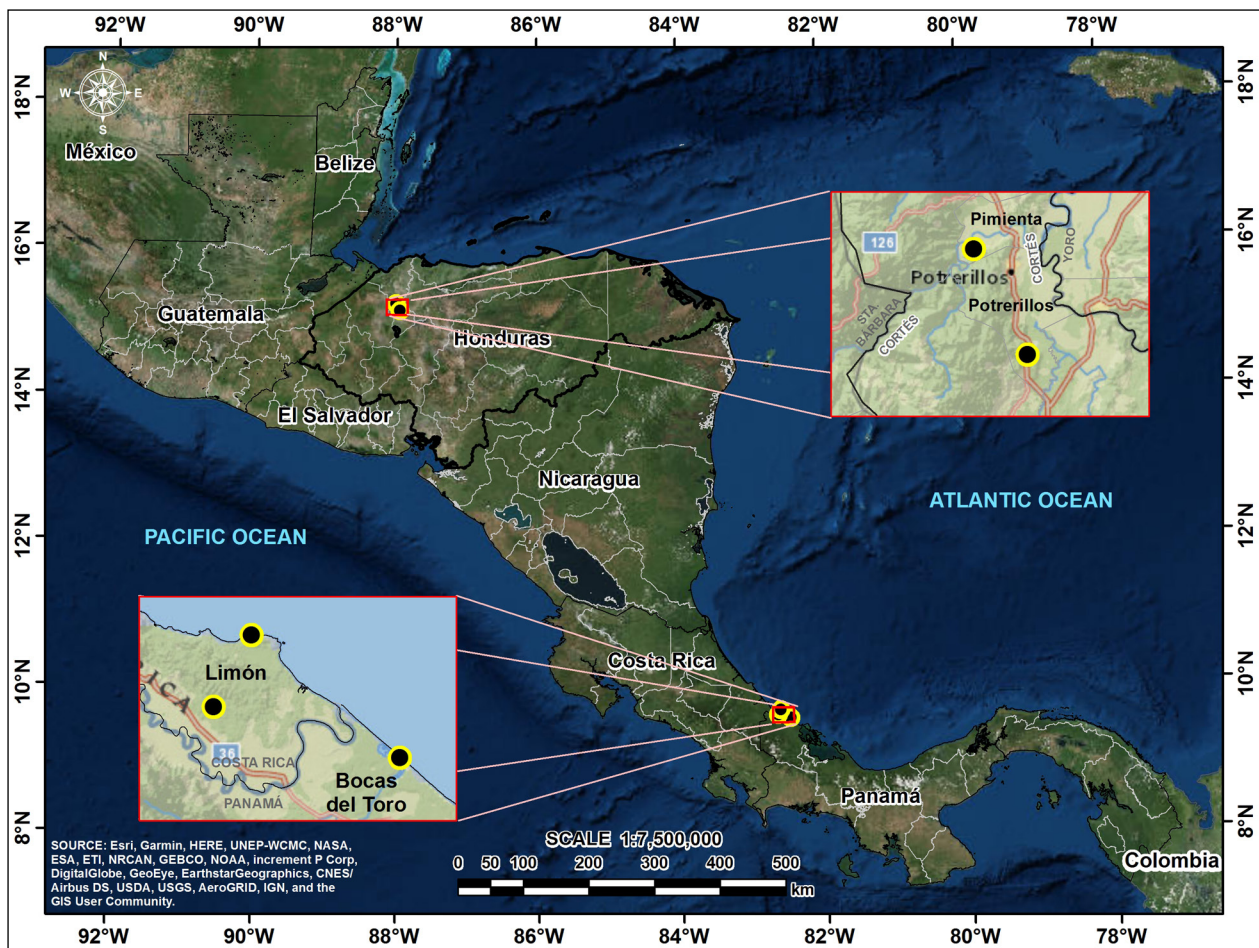 92°W 90°W 88°W 86°W 84°W 82°W 80°W 78°W
18°N
18°N
N
W E
S
México
Belize
16°N
16°N
Pimienta
126
CORTÉS
YORO
Potrerillos
Potrerillos
STA.
BARBARA
CORTÉS
Guatemala
Honduras
14°N
14°N
El Salvador
Nicaragua
ATLANTIC OCEAN
12°N
12°N
PACIFIC OCEAN
Limón
RICA
36
COSTA RICA
PANAMÁ
Bocas
del Toro
Costa Rica
10°N
10°N
Panamá
8°N
8°N
Colombia
SOURCE: Esri, Garmin, HERE, UNEP-WCMC, NASA,
ESA, ETI, NRCAN, GEBCO, NOAA, increment P Corp,
DigitalGlobe, GeoEye, EarthstarGeographics, CNES/
Airbus DS, USDA, USGS, AeroGRID, IGN, and the
GIS User Community.
SCALE 1:7,500,000
0 50 100 200 300 400 500
km
92°W 90°W 88°W 86°W 84°W 82°W 80°W 78°W